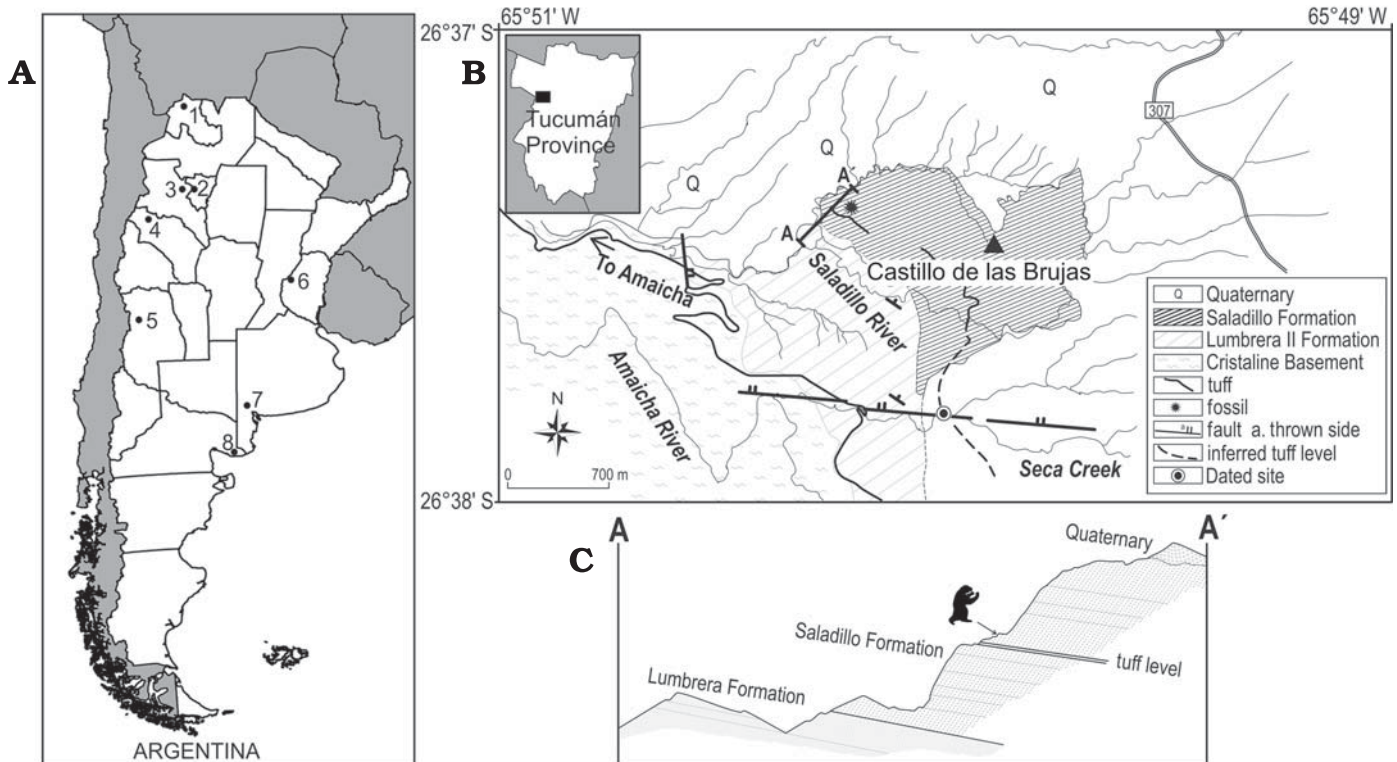 A
1
2
3
4
5
6
7
8
ARGENTINA
65°51' W
65°49' W
26°37' S
26°38' S
B
Tucumán
Province
Q
Q
Q
307
A´
A
Castillo de las Brujas
To Amaicha
Saladillo River
Amaicha River
Seca Creek
N
0 700 m
Q Quaternary
Saladillo Formation
Lumbrera II Formation
Cristaline Basement
tuff
fossil
a fault a. thrown side
inferred tuff level
Dated site
C
A
A´
Quaternary
Saladillo Formation
tuff level
Lumbrera Formation